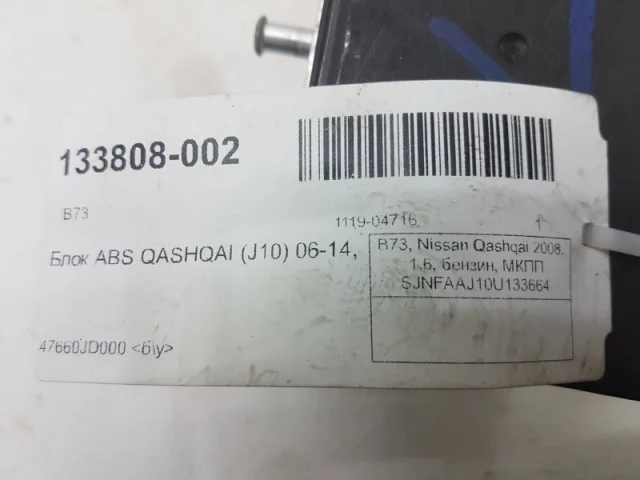 133808-002
B73
1119-04716 1
Блок ABS QASHQAI (J10) 06-14,
B73, Nissan Qashqai 2008,
1,6, бензин, МКПП
SJNFAAJ10U133664
47660JD000 <б\у>